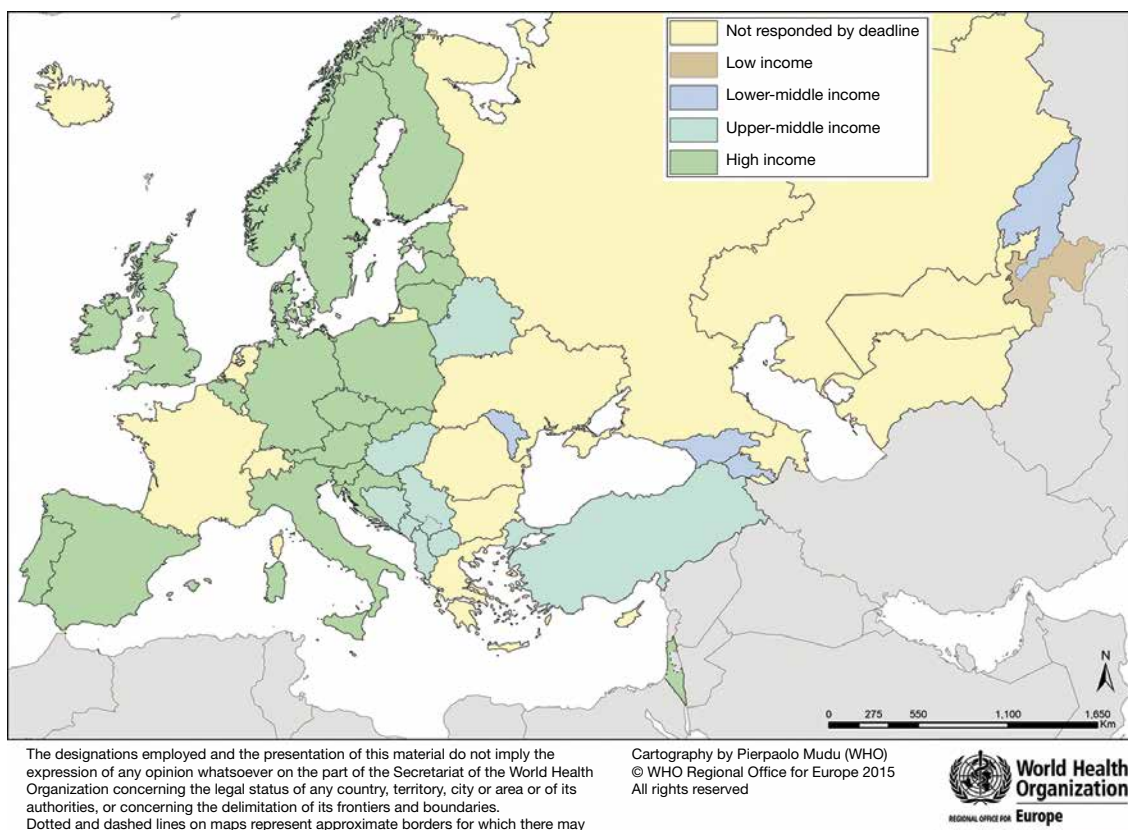 Not responded by deadline
Low income
Lower-middle income
Upper-middle income
High income
N
0 275 550 1,100 1,650
Km
The designations employed and the presentation of this material do not imply the
expression of any opinion whatsoever on the part of the Secretariat of the World Health
Organization concerning the legal status of any country, territory, city or area or of its
authorities, or concerning the delimitation of its frontiers and boundaries.
Dotted and dashed lines on maps represent approximate borders for which there may
Cartography by Pierpaolo Mudu (WHO)
© WHO Regional Office for Europe 2015
All rights reserved
World Health
Organization
REGIONAL OFFICE FOR Europe